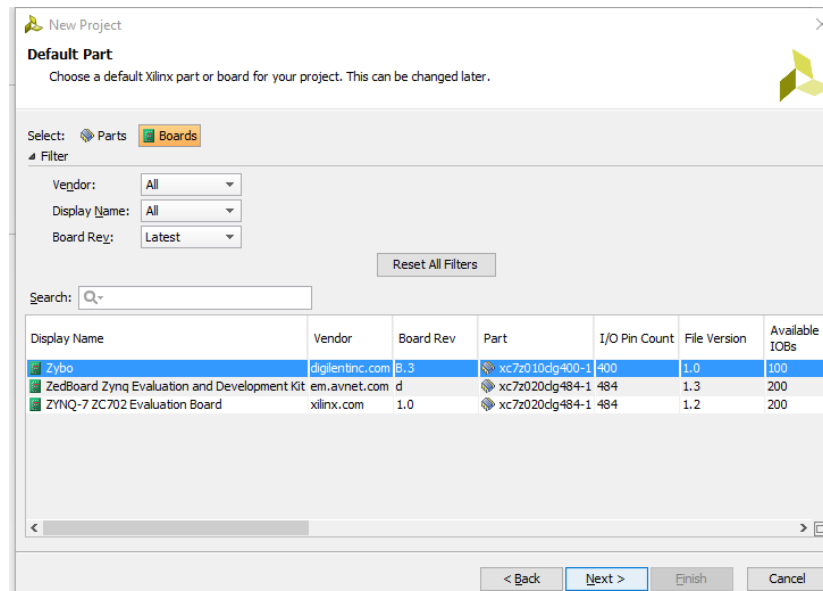 New Project
Default Part
Choose a default Xilinx part or board for your project. This can be changed later.
Select: Parts Boards
Filter
Vendor: All
Display Name: All
Board Rev: Latest
Reset All Filters
Search:
Display Name Vendor Board Rev Part I/O Pin Count File Version Available IOBs
Zybo digilentinc.com B.3 xc7z010clg400-1 400 1.0 100
ZedBoard Zynq Evaluation and Development Kit em.avnet.com d xc7z020clg484-1 484 1.3 200
ZYNQ-7 ZC702 Evaluation Board xilinx.com 1.0 xc7z020clg484-1 484 1.2 200
< Back Next > Finish Cancel